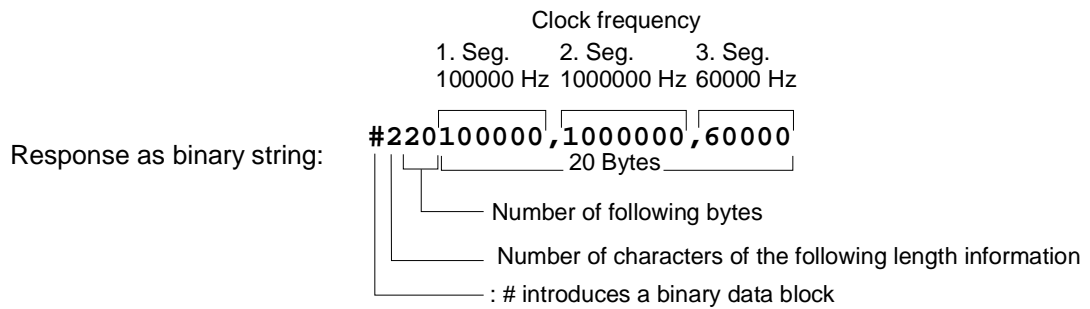 Clock frequency
1. Seg. 2. Seg. 3. Seg.
100000 Hz 1000000 Hz 60000 Hz
Response as binary string: #220100000,1000000,60000
20 Bytes
Number of following bytes
Number of characters of the following length information
: # introduces a binary data block